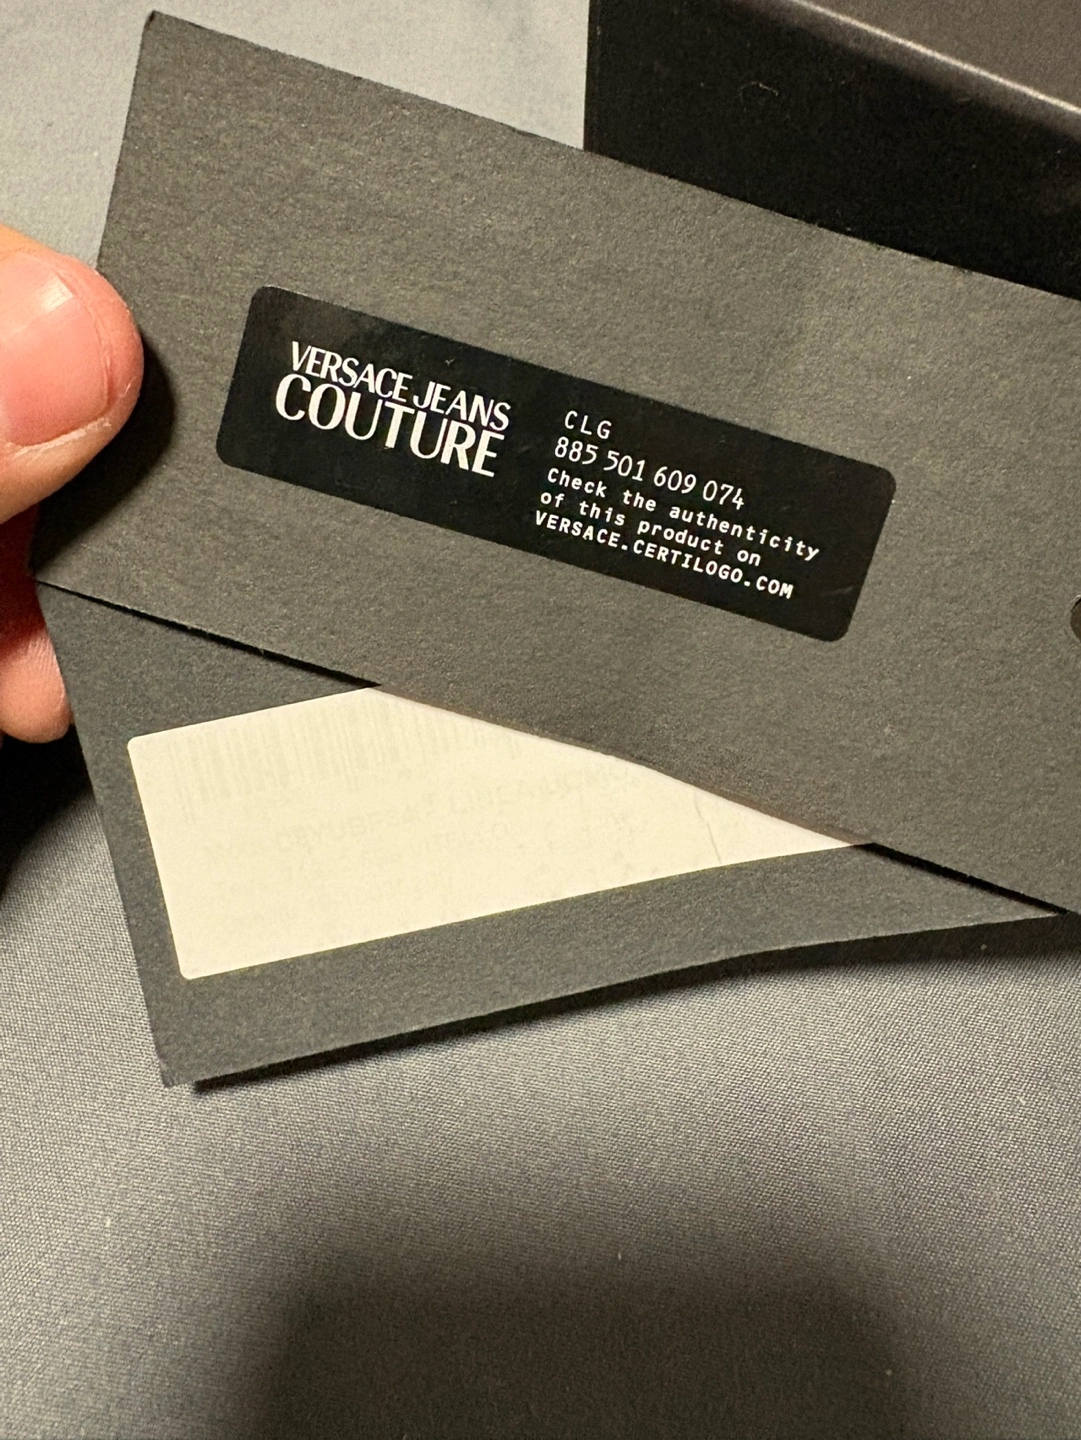 VERSACE JEANS
COUTURE
CLG
885 501 609 074
Check the authenticity
of this product on
VERSACE.CERTILOGO.COM